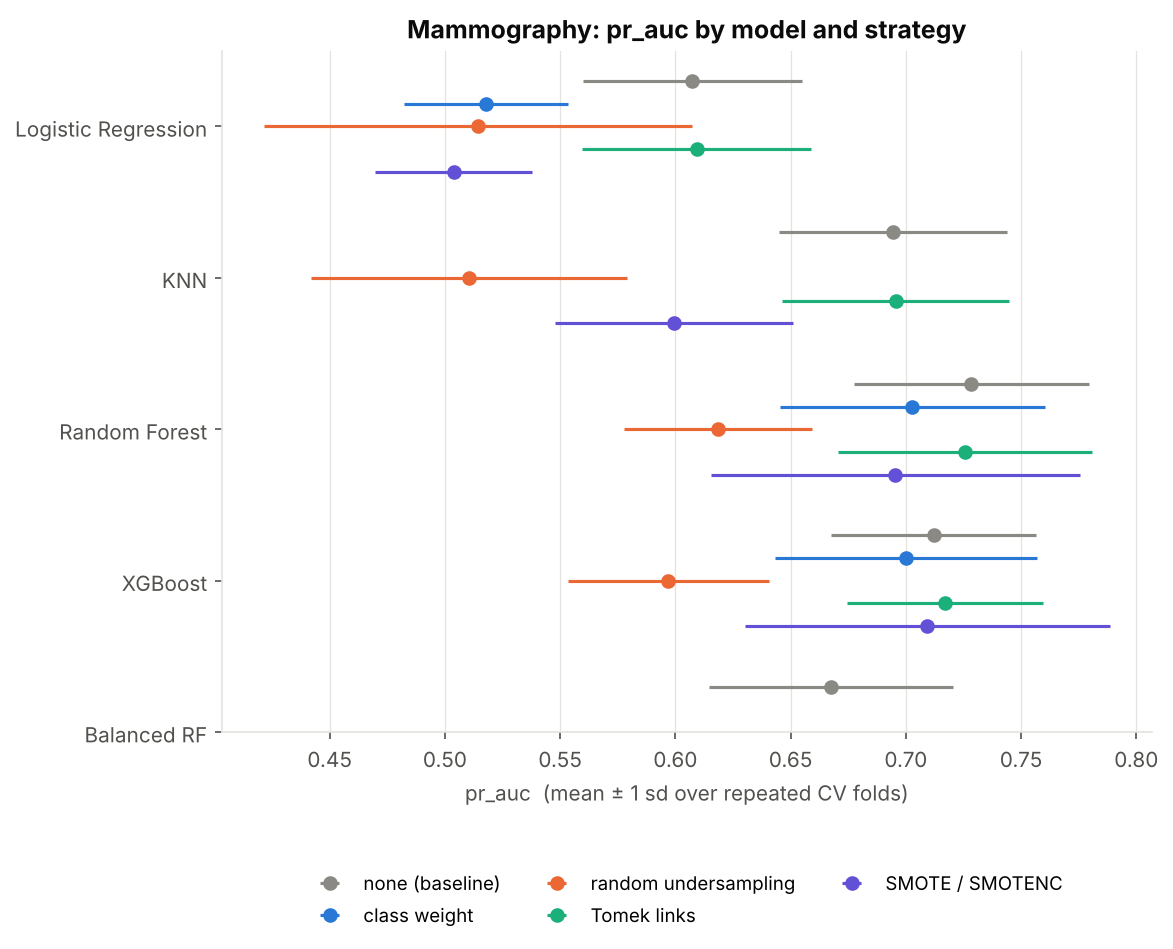 Mammography: pr_auc by model and strategy
Logistic Regression
KNN
Random Forest
XGBoost
Balanced RF
0.45 0.50 0.55 0.60 0.65 0.70 0.75 0.80
pr_auc (mean ± 1 sd over repeated CV folds)
none (baseline) random undersampling SMOTE / SMOTENC
class weight Tomek links